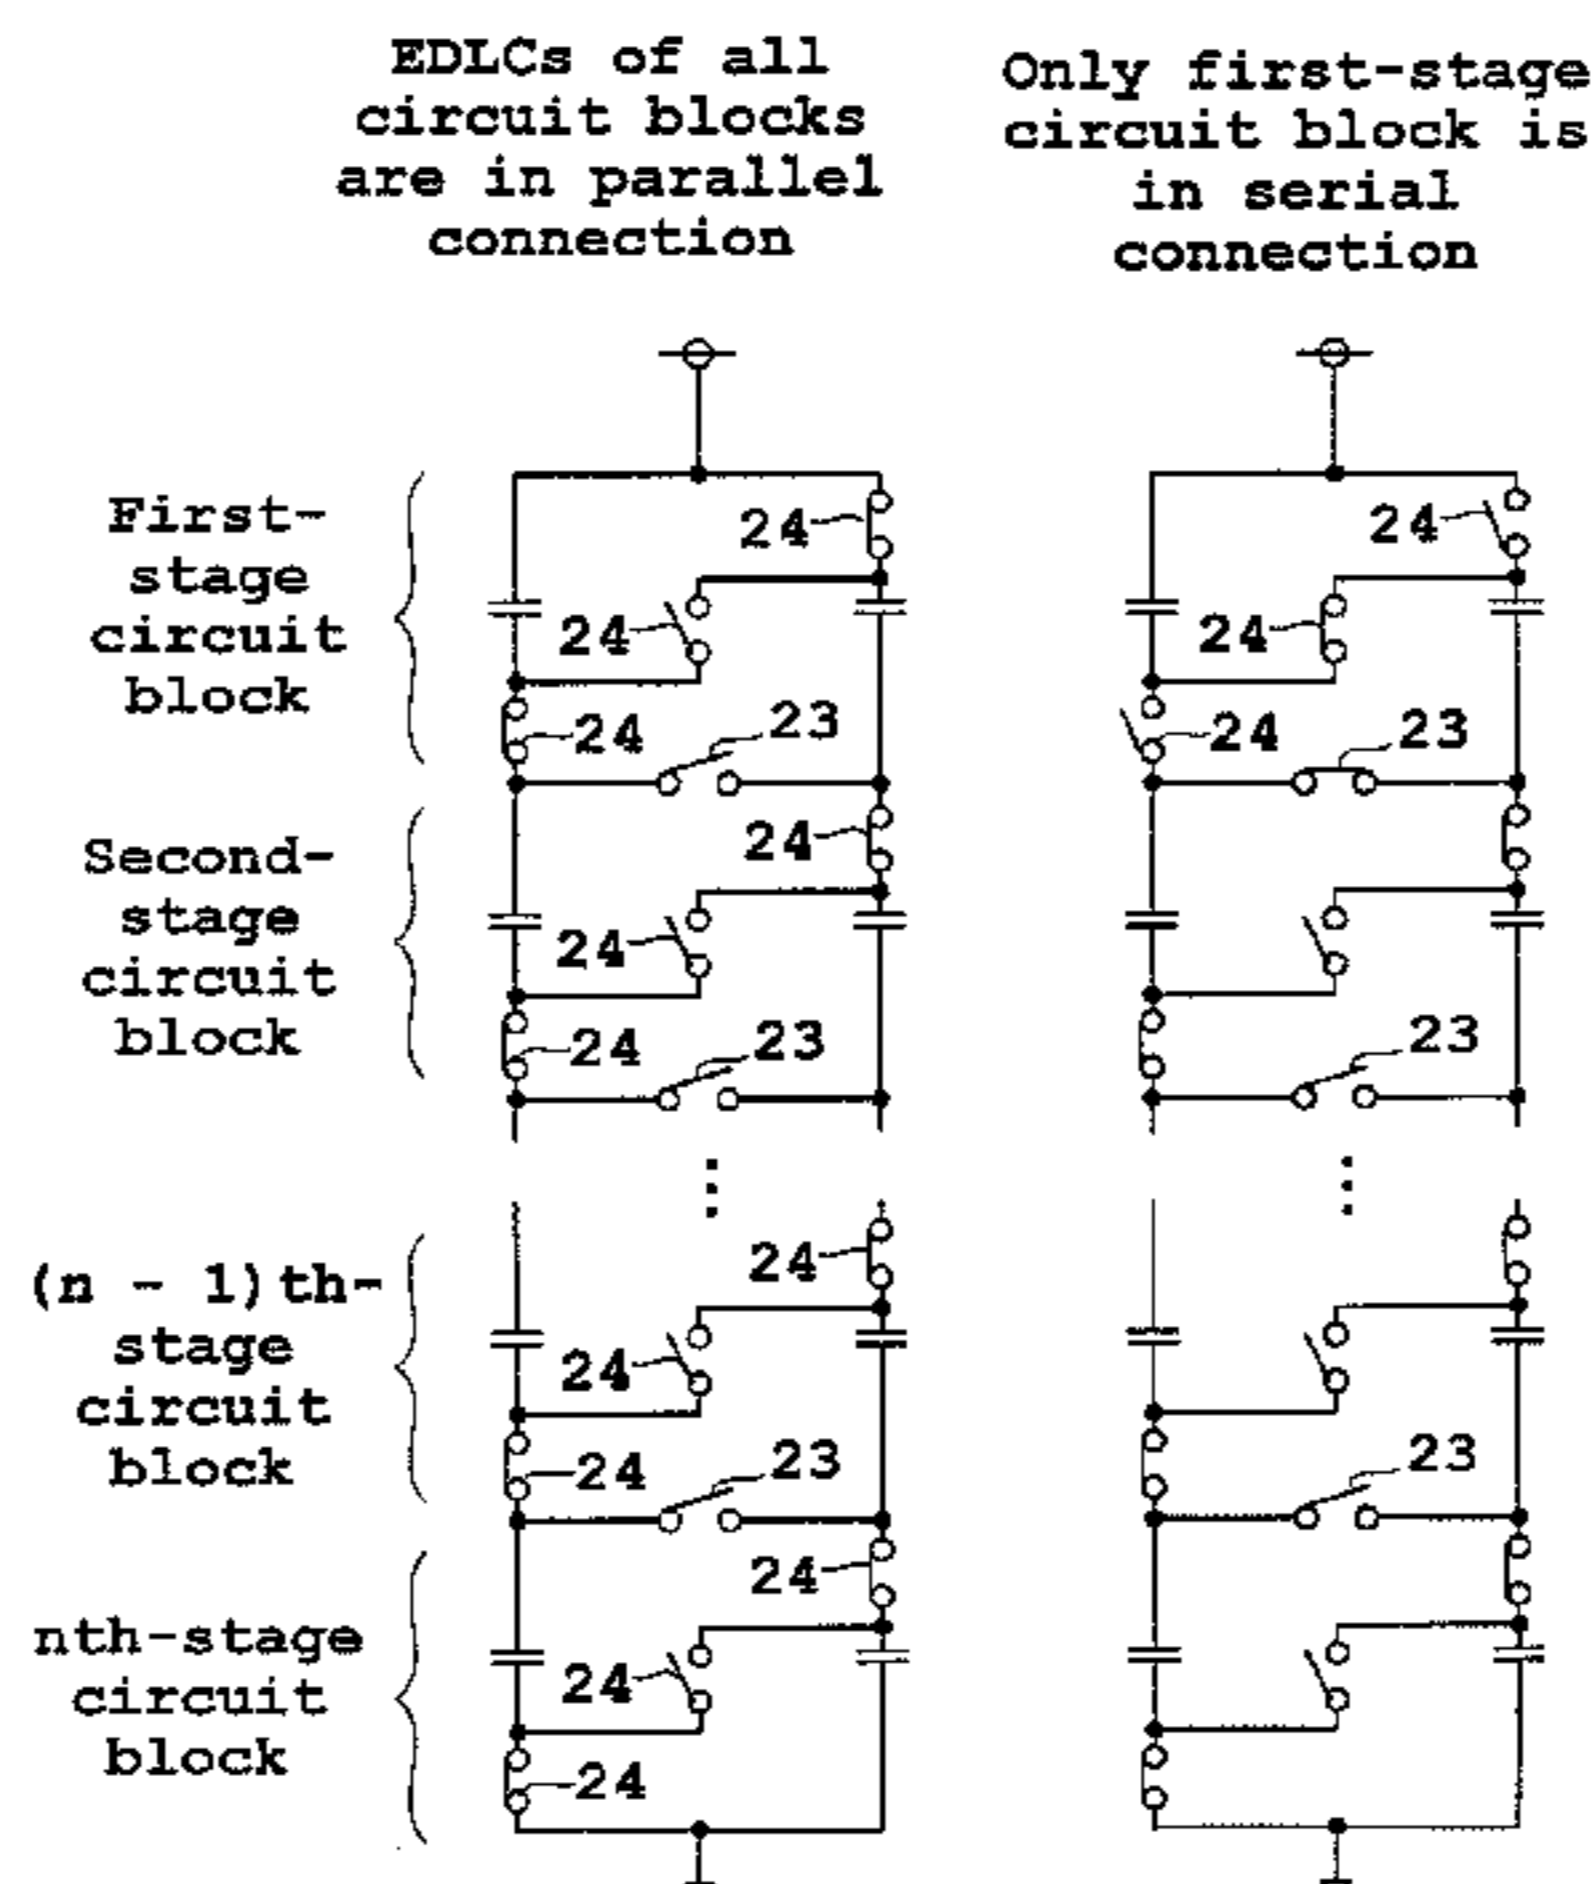 EDLCs of all
circuit blocks
are in parallel
connection
Only first-stage
circuit block is
in serial
connection
First-
stage
circuit
block
24
24
24
23
24
24
24
23
Second-
stage
circuit
block
24
24
24
23
23
(n - 1)th-
stage
circuit
block
24
24
24
23
23
nth-stage
circuit
block
24
24
24